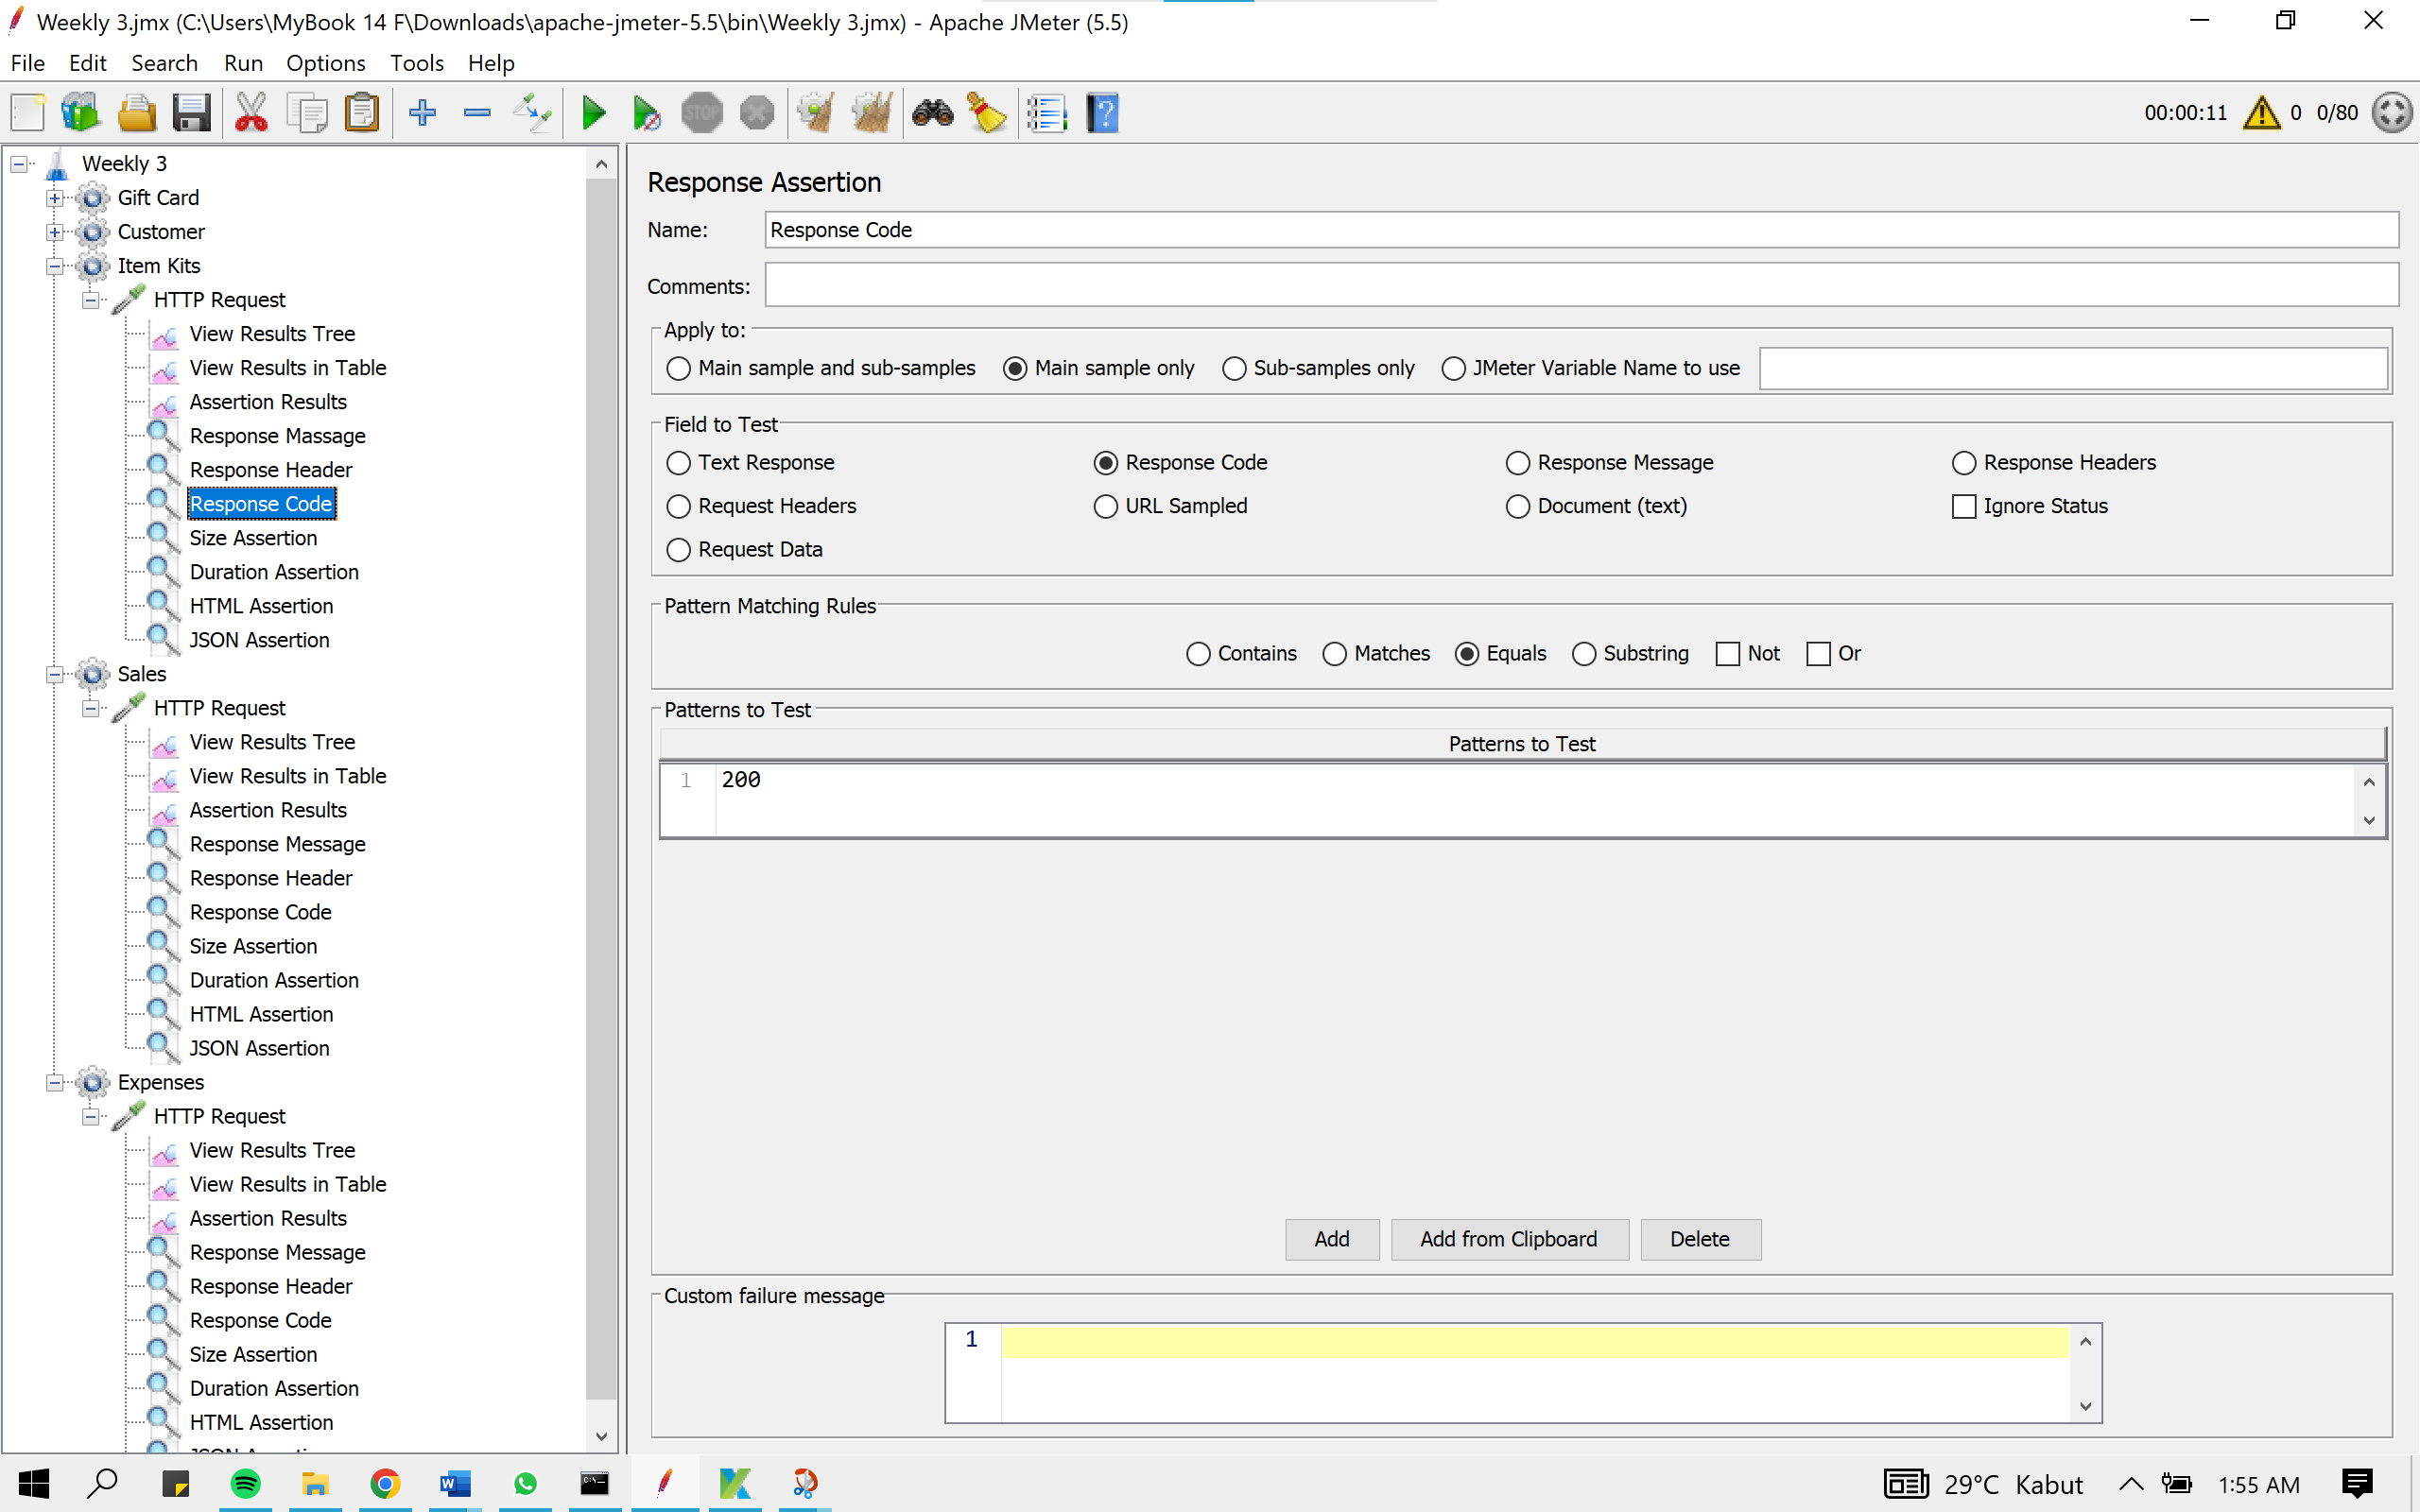 Weekly 3.jmx (C:\Users\MyBook 14 F\Downloads\apache-jmeter-5.5\bin\Weekly 3.jmx) - Apache JMeter (5.5)
File Edit Search Run Options Tools Help
STOP
00:00:11 0 0/80
Weekly 3
Gift Card
Customer
Item Kits
HTTP Request
View Results Tree
View Results in Table
Assertion Results
Response Massage
Response Header
Response Code
Size Assertion
Duration Assertion
HTML Assertion
JSON Assertion
Sales
HTTP Request
View Results Tree
View Results in Table
Assertion Results
Response Message
Response Header
Response Code
Size Assertion
Duration Assertion
HTML Assertion
JSON Assertion
Expenses
HTTP Request
View Results Tree
View Results in Table
Assertion Results
Response Message
Response Header
Response Code
Size Assertion
Duration Assertion
HTML Assertion
Response Assertion
Name: Response Code
Comments:
Apply to:
Main sample and sub-samples Main sample only Sub-samples only JMeter Variable Name to use
Field to Test
Text Response Response Code Response Message Response Headers
Request Headers URL Sampled Document (text) Ignore Status
Request Data
Pattern Matching Rules
Contains Matches Equals Substring Not Or
Patterns to Test
Patterns to Test
1 200
Add Add from Clipboard Delete
Custom failure message
1
29°C Kabut 1:55 AM